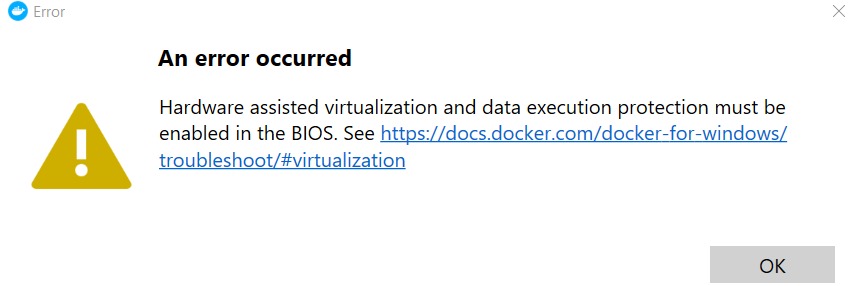 Error
An error occurred
Hardware assisted virtualization and data execution protection must be
enabled in the BIOS. See https://docs.docker.com/docker-for-windows/
troubleshoot/#virtualization
OK